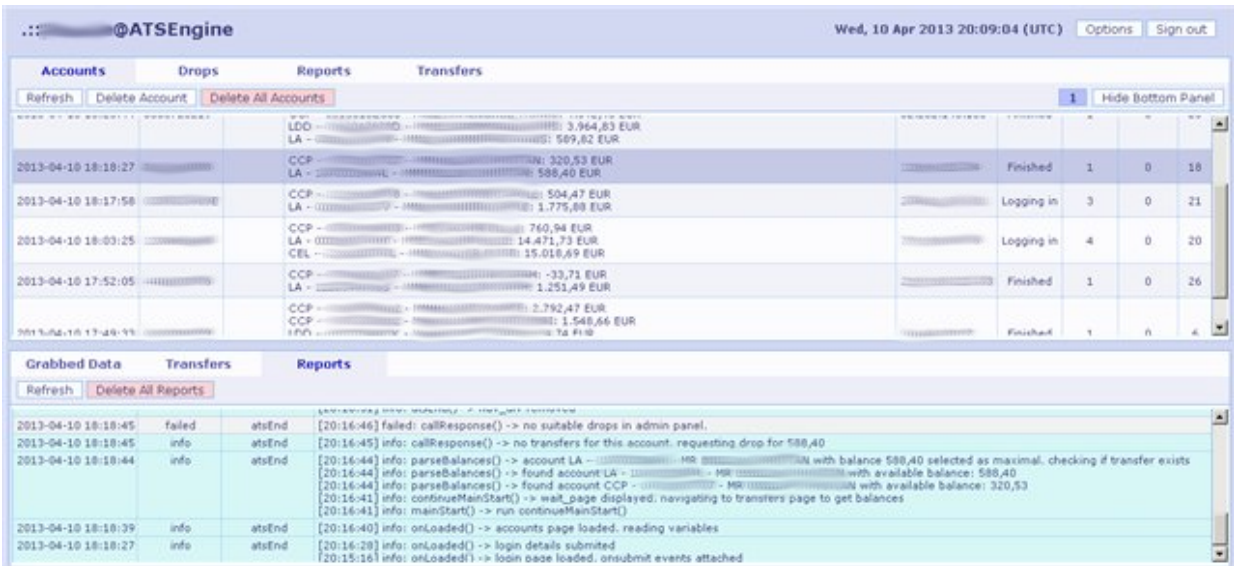 .:: @ATSEngine
Wed, 10 Apr 2013 20:09:04 (UTC) Options Sign out
Accounts Drops Reports Transfers
Refresh Delete Account Delete All Accounts 1 Hide Bottom Panel
LDO - : 3.964,83 EUR
LA - : 589,82 EUR
2013-04-10 18:18:27 CCP - N: 320,53 EUR Finished 1 0 18
LA - - : 588,40 EUR
2013-04-10 18:17:58 CCP - - : 504,47 EUR Logging in 3 0 21
LA - - : 1.775,88 EUR
CCP - - : 760,94 EUR
2013-04-10 18:03:25 LA - - : 14.471,73 EUR Logging in 4 0 20
CEL - - : 15.018,69 EUR
2013-04-10 17:52:05 CCP - - : -33,71 EUR Finished 1 0 26
LA - - : 1.251,49 EUR
CCP - - : 2.792,47 EUR
CCP - - : 1.548,66 EUR
2013-04-10 17:49:33 LDO - Finished 1 0
Grabbed Data Transfers Reports
Refresh Delete All Reports
2013-04-10 18:18:45 failed atsEnd [20:16:46] failed: callResponse() -> no suitable drops in admin panel.
2013-04-10 18:18:45 info atsEnd [20:16:45] info: callResponse() -> no transfers for this account. requesting drop for 588,40
2013-04-10 18:18:44 info atsEnd [20:16:44] info: parseBalances() -> account LA - - MR N with balance 588,40 selected as maximal. checking if transfer exists
[20:16:44] info: parseBalances() -> found account LA - - MR with available balance: 588,40
[20:16:44] info: parseBalances() -> found account CCP - - MR N with available balance: 320,53
[20:16:41] info: continueMainStart() -> wait_page displayed. navigating to transfers page to get balances
[20:16:41] info: mainStart() -> run continueMainStart()
2013-04-10 18:18:39 info atsEnd [20:16:40] info: onLoaded() -> accounts page loaded. reading variables
2013-04-10 18:18:27 info atsEnd [20:16:28] info: onLoaded() -> login details submited
[20:15:16] info: onLoaded() -> login page loaded. onsubmit events attached